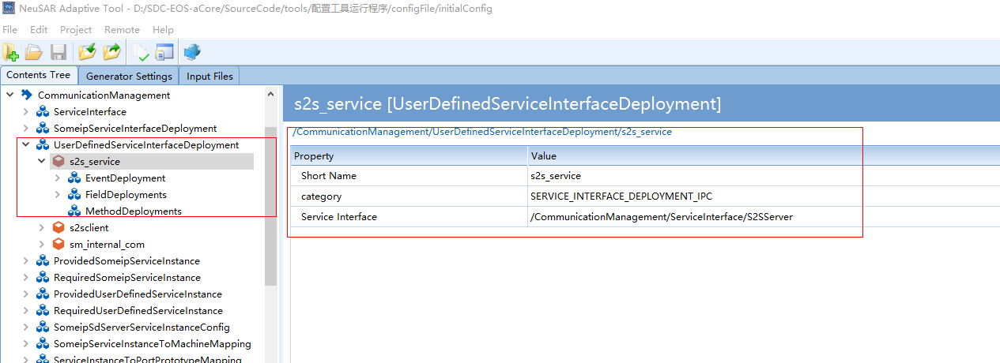 NeuSAR Adaptive Tool - D:/SDC-EOS-aCore/SourceCode/tools/配置工具运行程序/configFile/initialConfig
File Edit Project Remote Help
Contents Tree Generator Settings Input Files
CommunicationManagement
ServiceInterface
SomeipServiceInterfaceDeployment
UserDefinedServiceInterfaceDeployment
s2s_service
EventDeployment
FieldDeployments
MethodDeployments
s2sclient
sm_internal_com
ProvidedSomeipServiceInstance
RequiredSomeipServiceInstance
ProvidedUserDefinedServiceInstance
RequiredUserDefinedServiceInstance
SomeipSdServerServiceInstanceConfig
SomeipServiceInstanceToMachineMapping
ServiceInstanceToPortPrototypeMapping
s2s_service [UserDefinedServiceInterfaceDeployment]
/CommunicationManagement/UserDefinedServiceInterfaceDeployment/s2s_service
Property Value
Short Name s2s_service
category SERVICE_INTERFACE_DEPLOYMENT_IPC
Service Interface /CommunicationManagement/ServiceInterface/S2SServer